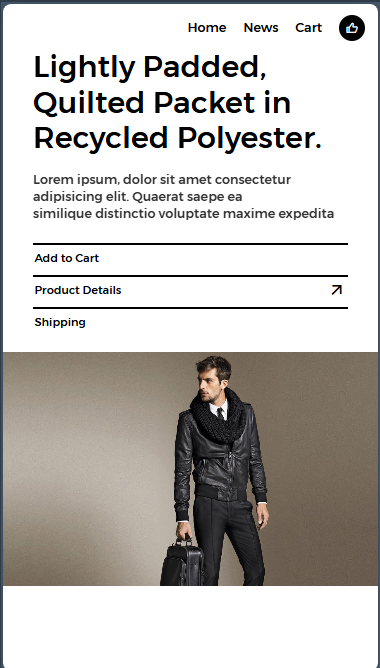 Home News Cart
Lightly Padded,
Quilted Packet in
Recycled Polyester.
Lorem ipsum, dolor sit amet consectetur
adipisicing elit. Quaerat saepe ea
similique distinctio voluptate maxime expedita
Add to Cart
Product Details
Shipping